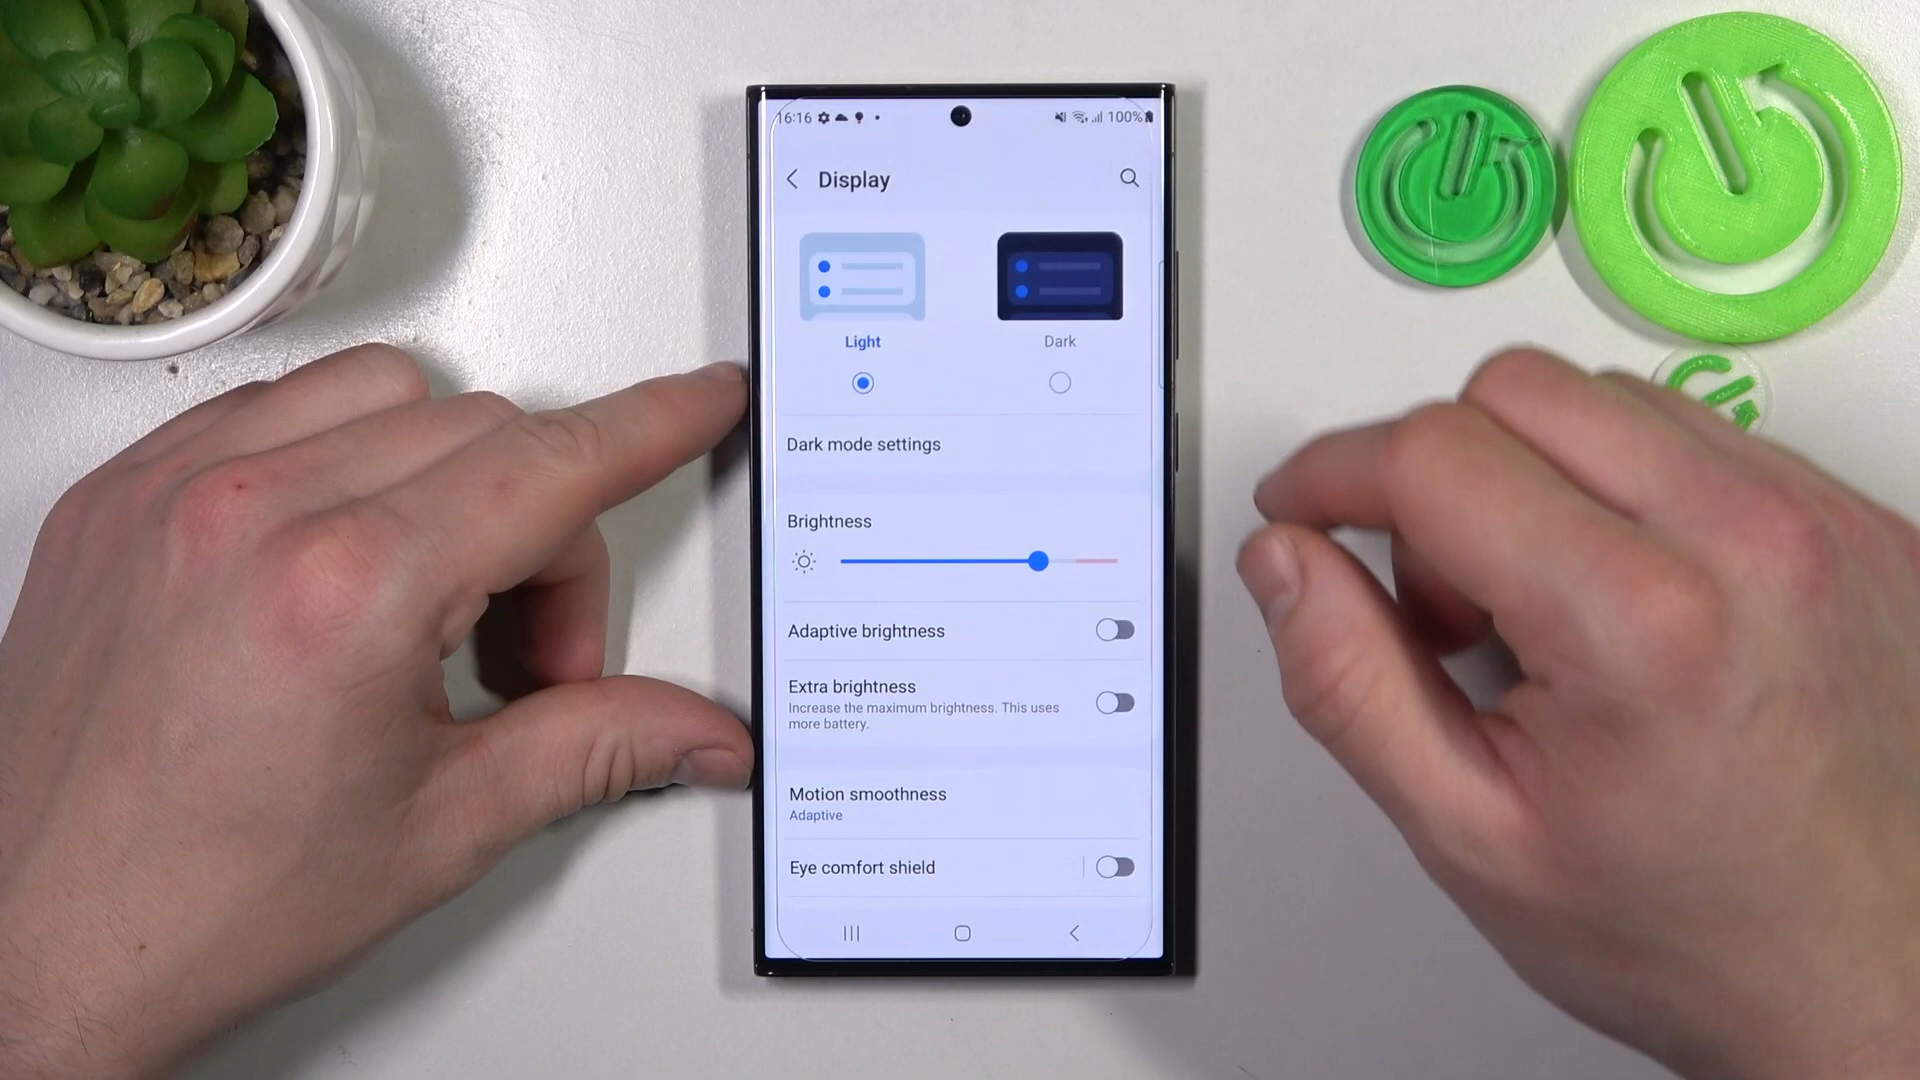 16:16
100%
Display
Light
Dark
Dark mode settings
Brightness
Adaptive brightness
Extra brightness
Increase the maximum brightness. This uses
more battery.
Motion smoothness
Adaptive
Eye comfort shield